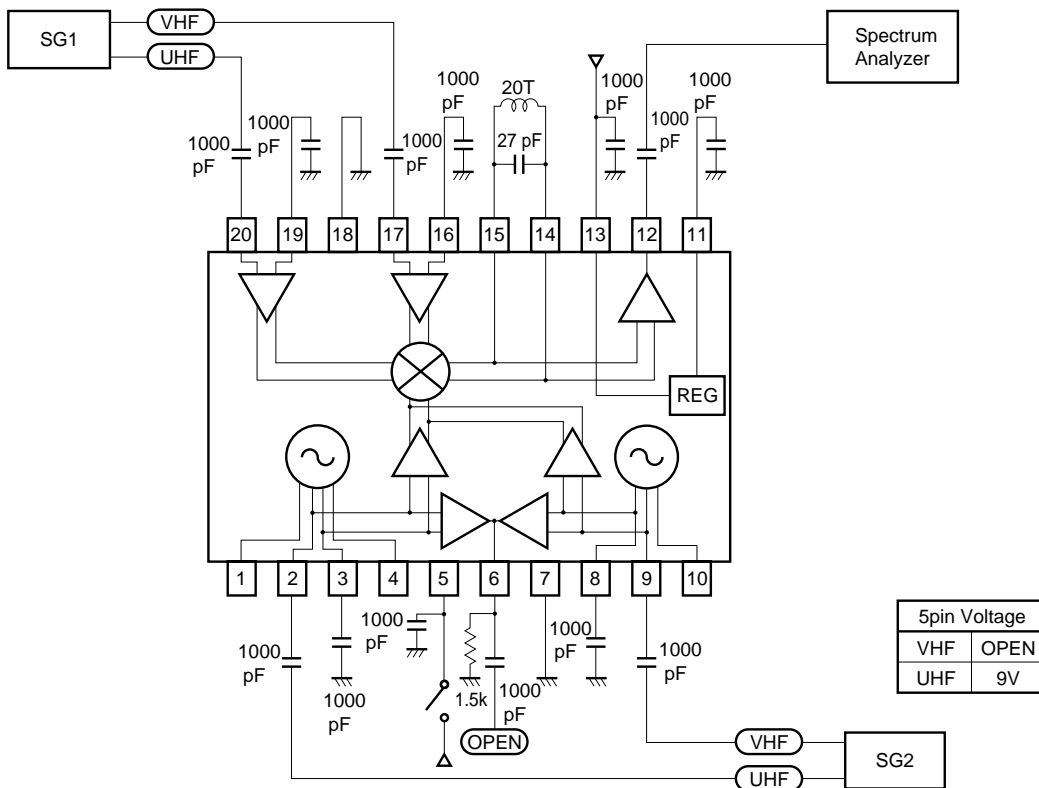 SG1
VHF
UHF
Spectrum
Analyzer
1000
pF
1000
pF
1000
pF
1000
pF
20T
27 pF
1000
pF
1000
pF
1000
pF
20
19
18
17
16
15
14
13
12
11
REG
1
2
3
4
5
6
7
8
9
10
1000
pF
1000
pF
1000
pF
1.5k
1000
pF
OPEN
1000
pF
1000
pF
5pin Voltage
VHF OPEN
UHF 9V
VHF
UHF
SG2